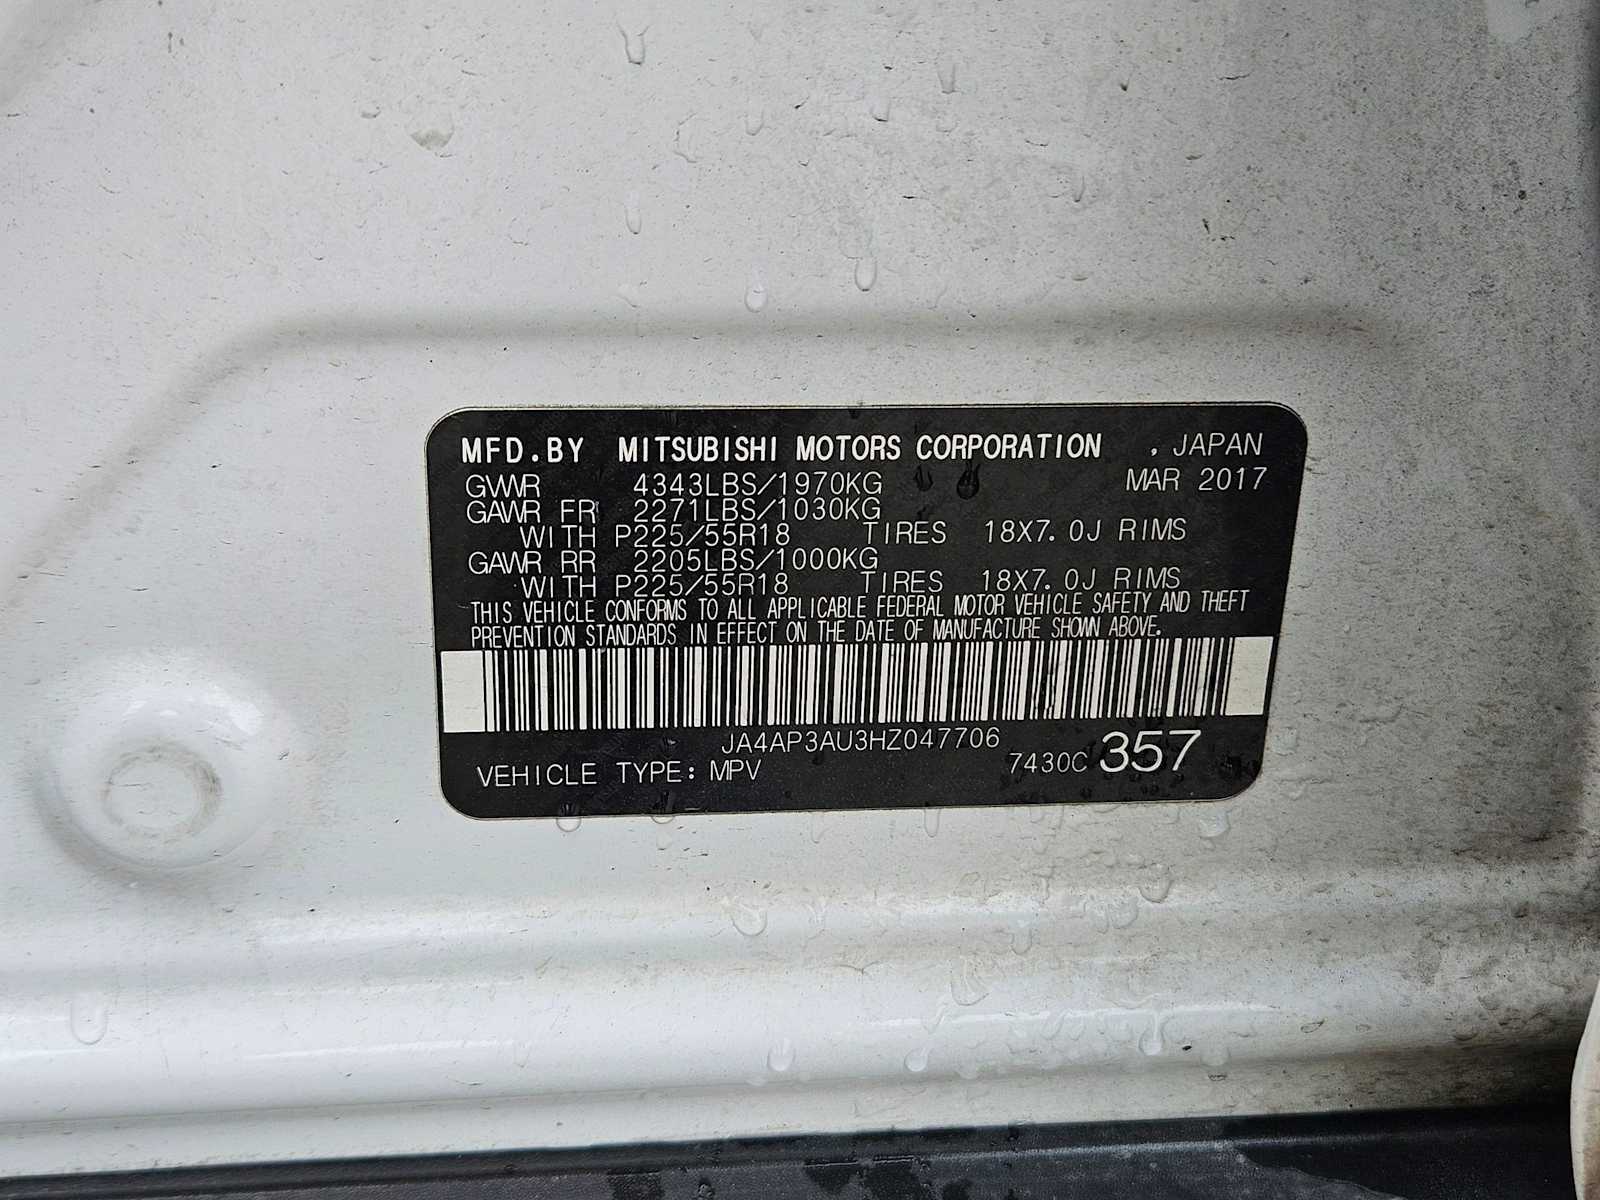 MFD.BY MITSUBISHI MOTORS CORPORATION , JAPAN
GVWR 4343LBS/1970KG MAR 2017
GAWR FR 2271LBS/1030KG
WITH P225/55R18 TIRES 18X7.0J RIMS
GAWR RR 2205LBS/1000KG
WITH P225/55R18 TIRES 18X7.0J RIMS
THIS VEHICLE CONFORMS TO ALL APPLICABLE FEDERAL MOTOR VEHICLE SAFETY AND THEFT
PREVENTION STANDARDS IN EFFECT ON THE DATE OF MANUFACTURE SHOWN ABOVE.
JA4AP3AU3HZ047706
VEHICLE TYPE: MPV 7430C 357